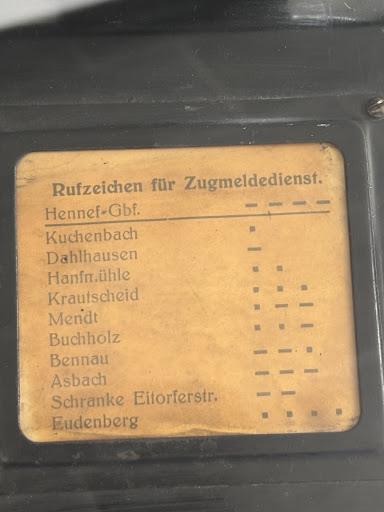 Rufzeichen für Zugmeldedienst.
Hennef-Gbf. — — — —
Kuchenbach ▪
Dahlhausen —
Hanfmühle ▪ ▪
Krautscheid ▪ ▪ ▪
Mendt ▪ — —
Buchholz ▪ ▪ —
Bennau — — ▪
Asbach — — —
Schranke Eitorferstr. — —
Eudenberg ▪ ▪ ▪ ▪